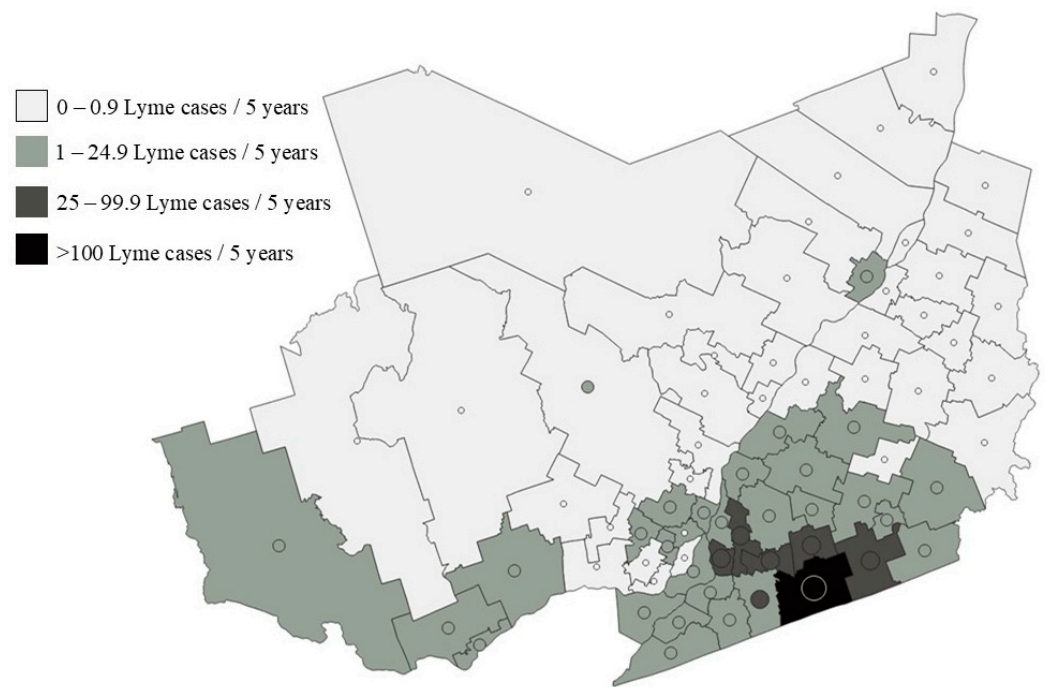 0 – 0.9 Lyme cases / 5 years
1 – 24.9 Lyme cases / 5 years
25 – 99.9 Lyme cases / 5 years
>100 Lyme cases / 5 years